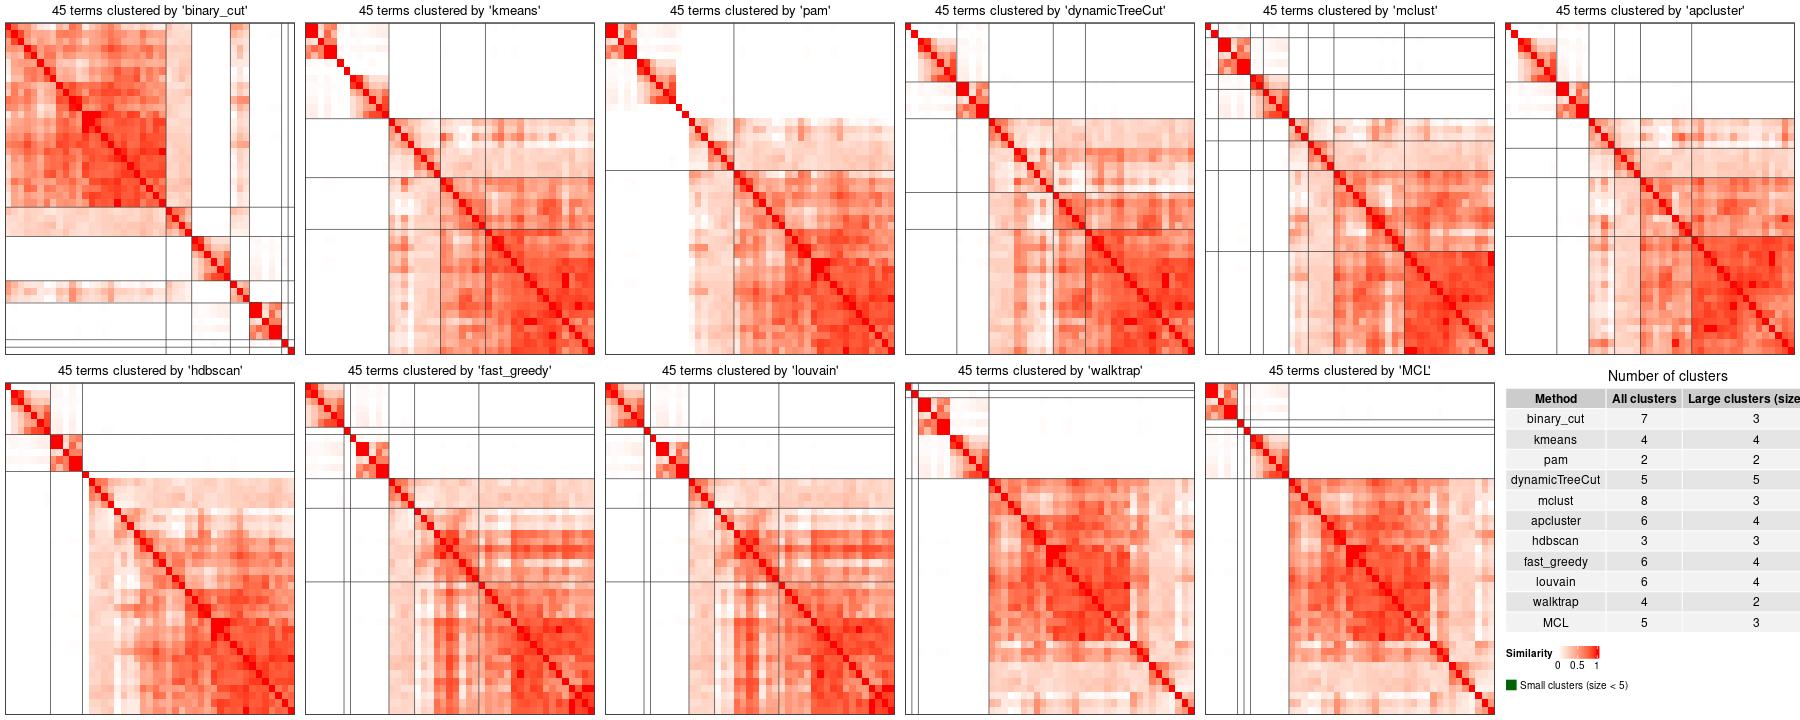 45 terms clustered by 'binary_cut'
45 terms clustered by 'kmeans'
45 terms clustered by 'pam'
45 terms clustered by 'dynamicTreeCut'
45 terms clustered by 'mclust'
45 terms clustered by 'apcluster'
45 terms clustered by 'hdbscan'
45 terms clustered by 'fast_greedy'
45 terms clustered by 'louvain'
45 terms clustered by 'walktrap'
45 terms clustered by 'MCL'
Number of clusters
Method All clusters Large clusters (size
binary_cut 7 3
kmeans 4 4
pam 2 2
dynamicTreeCut 5 5
mclust 8 3
apcluster 6 4
hdbscan 3 3
fast_greedy 6 4
louvain 6 4
walktrap 4 2
MCL 5 3
Similarity
0 0.5 1
Small clusters (size < 5)